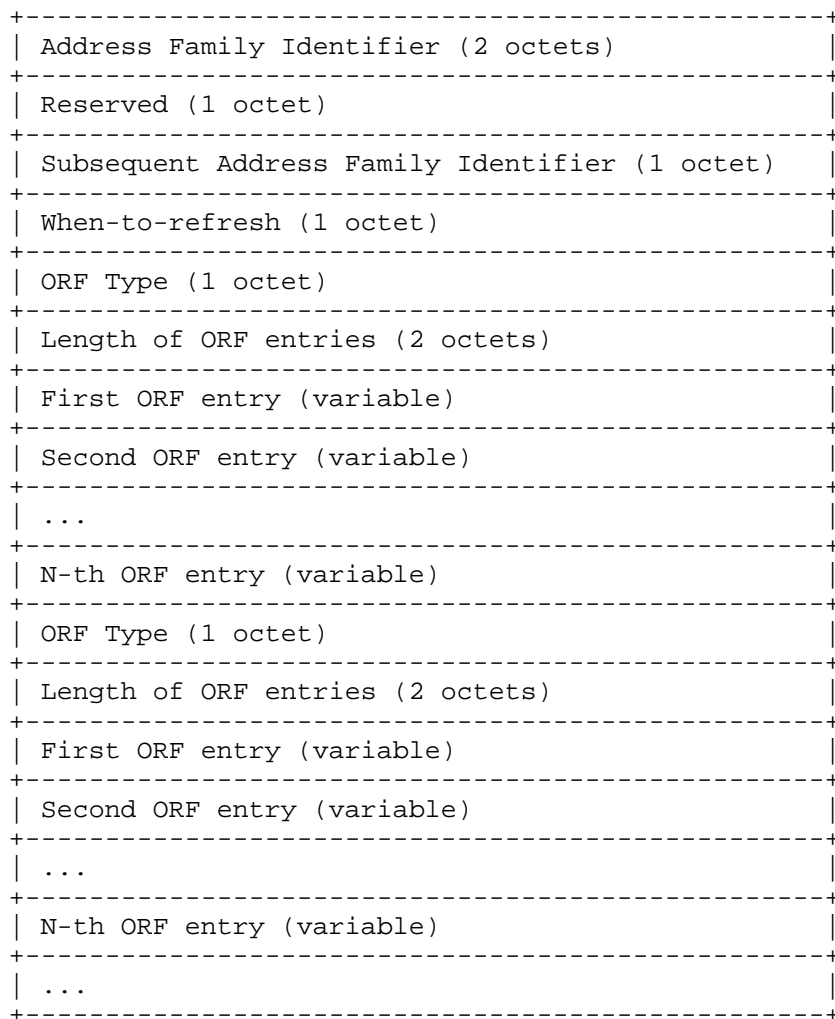 +--------------------------------------------------+
| Address Family Identifier (2 octets)             |
+--------------------------------------------------+
| Reserved (1 octet)                               |
+--------------------------------------------------+
| Subsequent Address Family Identifier (1 octet)   |
+--------------------------------------------------+
| When-to-refresh (1 octet)                        |
+--------------------------------------------------+
| ORF Type (1 octet)                               |
+--------------------------------------------------+
| Length of ORF entries (2 octets)                 |
+--------------------------------------------------+
| First ORF entry (variable)                       |
+--------------------------------------------------+
| Second ORF entry (variable)                      |
+--------------------------------------------------+
| ...                                              |
+--------------------------------------------------+
| N-th ORF entry (variable)                        |
+--------------------------------------------------+
| ORF Type (1 octet)                               |
+--------------------------------------------------+
| Length of ORF entries (2 octets)                 |
+--------------------------------------------------+
| First ORF entry (variable)                       |
+--------------------------------------------------+
| Second ORF entry (variable)                      |
+--------------------------------------------------+
| ...                                              |
+--------------------------------------------------+
| N-th ORF entry (variable)                        |
+--------------------------------------------------+
| ...                                              |
+--------------------------------------------------+